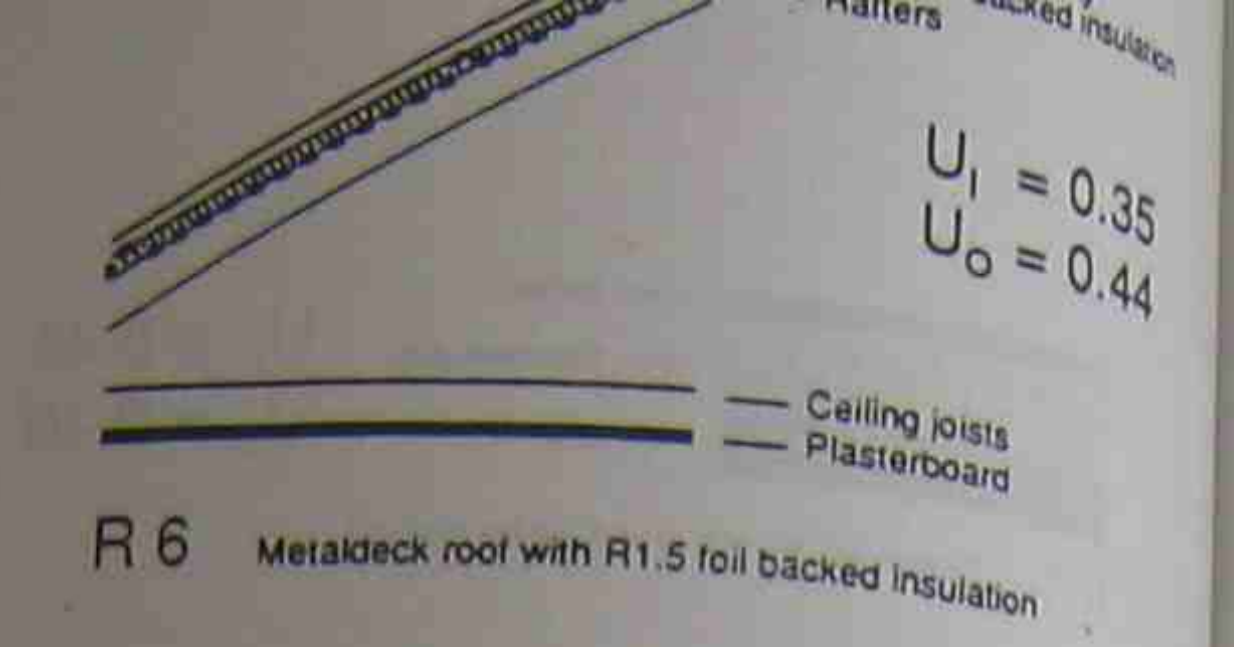 Rafters
backed insulation
U_I = 0.35
U_O = 0.44
Ceiling joists
Plasterboard
R 6 Metaldeck roof with R1.5 foil backed insulation